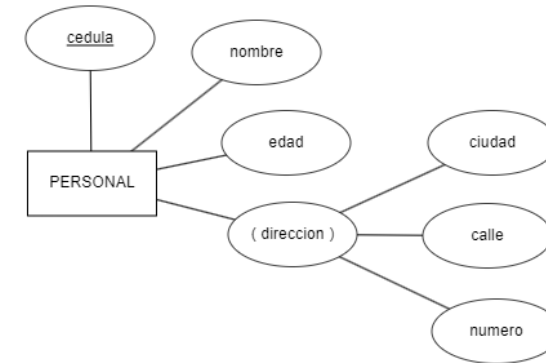 cedula
nombre
edad
ciudad
PERSONAL
( direccion )
calle
numero